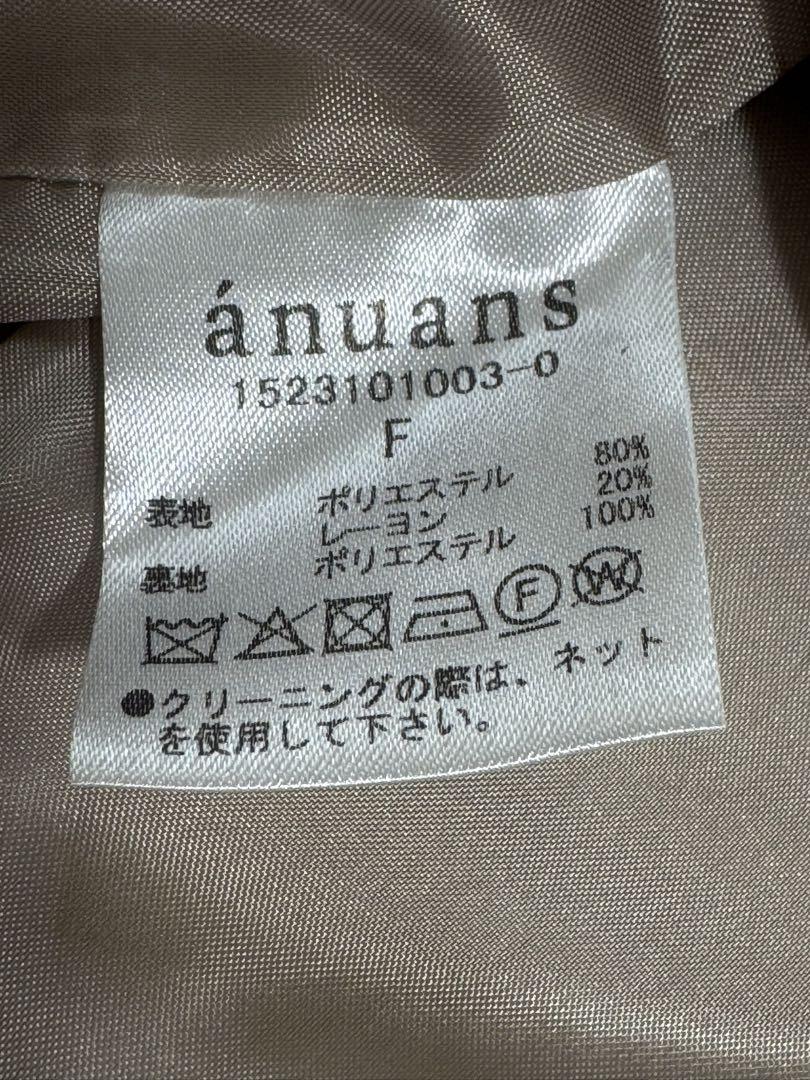 ánuans
1523101003-0
F
表地 ポリエステル 80%
レーヨン 20%
裏地 ポリエステル 100%
F W
●クリーニングの際は、ネット
を使用して下さい。